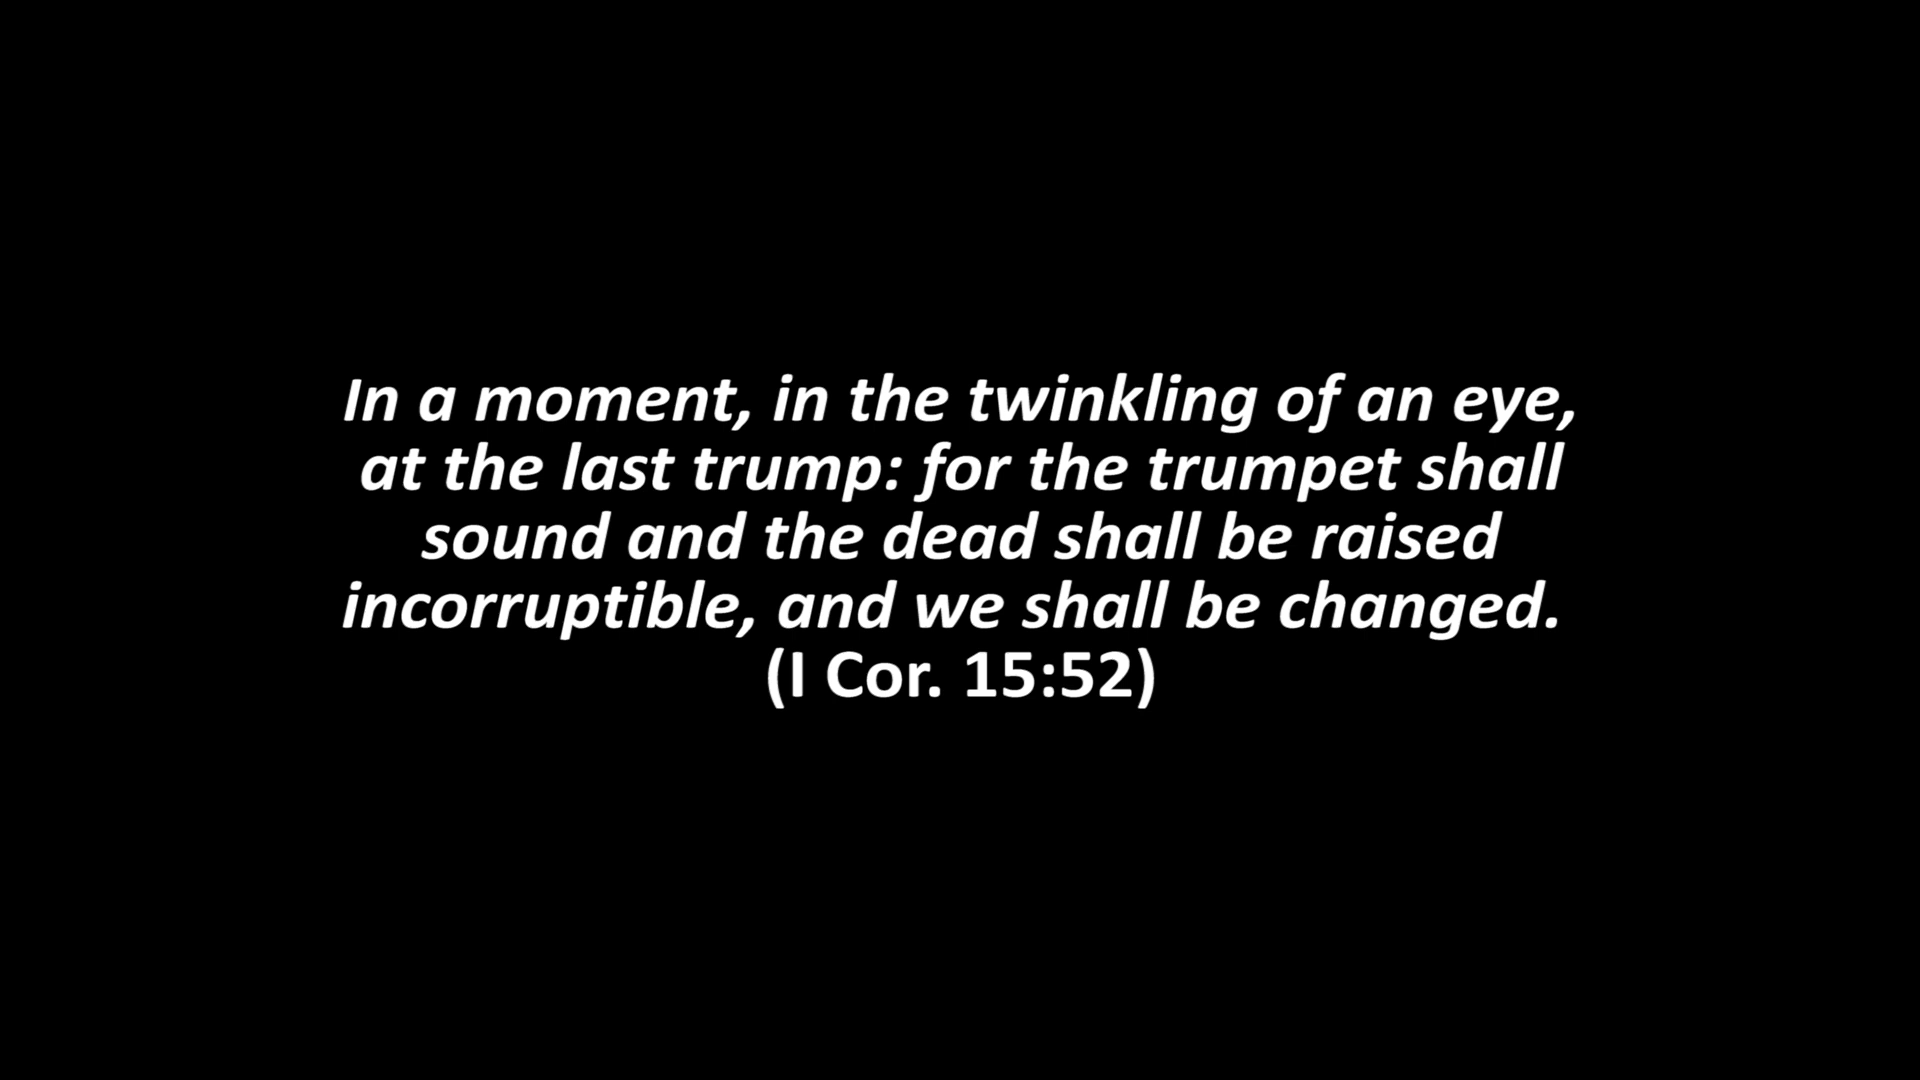 In a moment, in the twinkling of an eye,
at the last trump: for the trumpet shall
sound and the dead shall be raised
incorruptible, and we shall be changed.
(I Cor. 15:52)